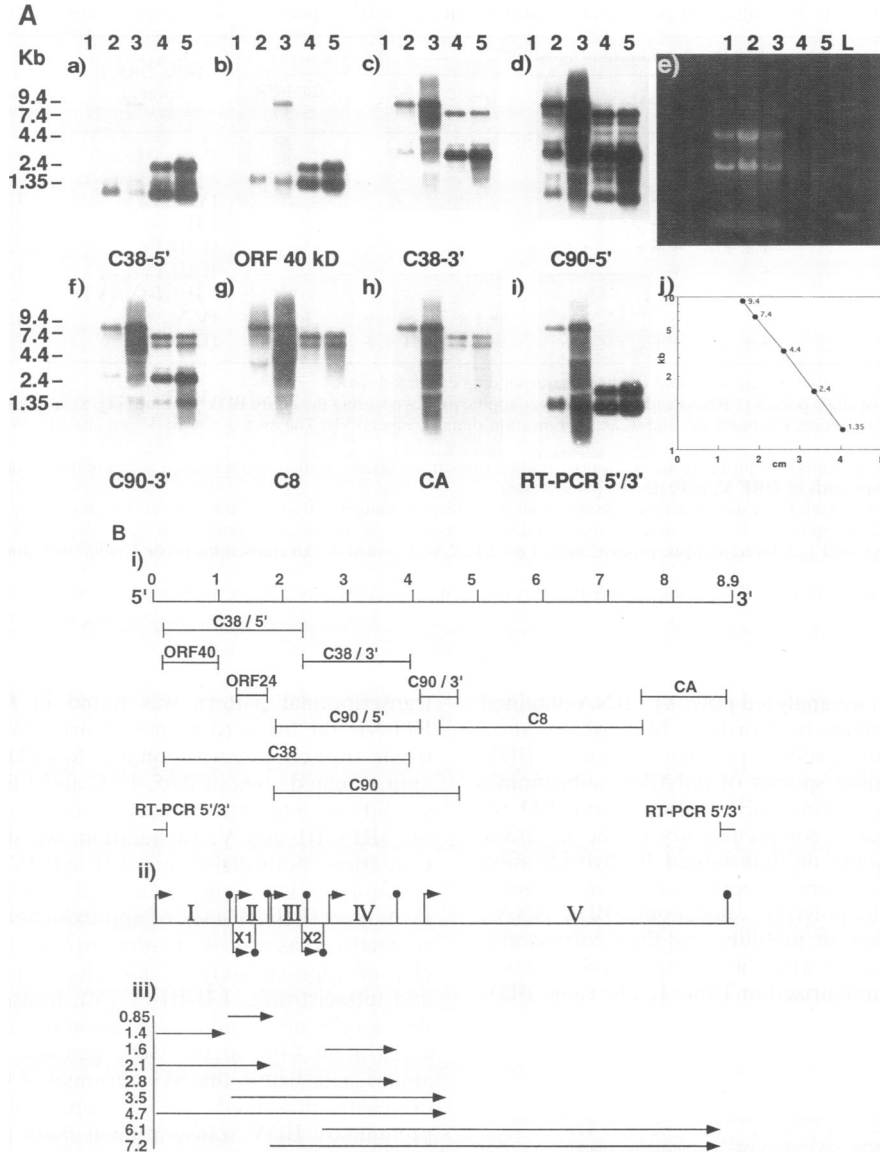 A
1 2 3 4 5 1 2 3 4 5 1 2 3 4 5 1 2 3 4 5 1 2 3 4 5 L
Kb a) b) c) d) e)
9.4
7.4
4.4
2.4
1.35
C38-5' ORF 40 kD C38-3' C90-5'
f) g) h) i) j)
9.4
7.4
4.4
2.4
1.35
10
5
2
1
kb
9.4
7.4
4.4
2.4
1.35
0 1 2 3 4 5
cm
C90-3' C8 CA RT-PCR 5'/3'
B
i)
0 1 2 3 4 5 6 7 8.9
5' 3'
C38 / 5'
ORF40 C38 / 3'
ORF24 C90 / 3' CA
C90 / 5' C8
C38
C90
RT-PCR 5'/3' RT-PCR 5'/3'
ii)
I II III IV V
X1 X2
iii)
0.85
1.4
1.6
2.1
2.8
3.5
4.7
6.1
7.2